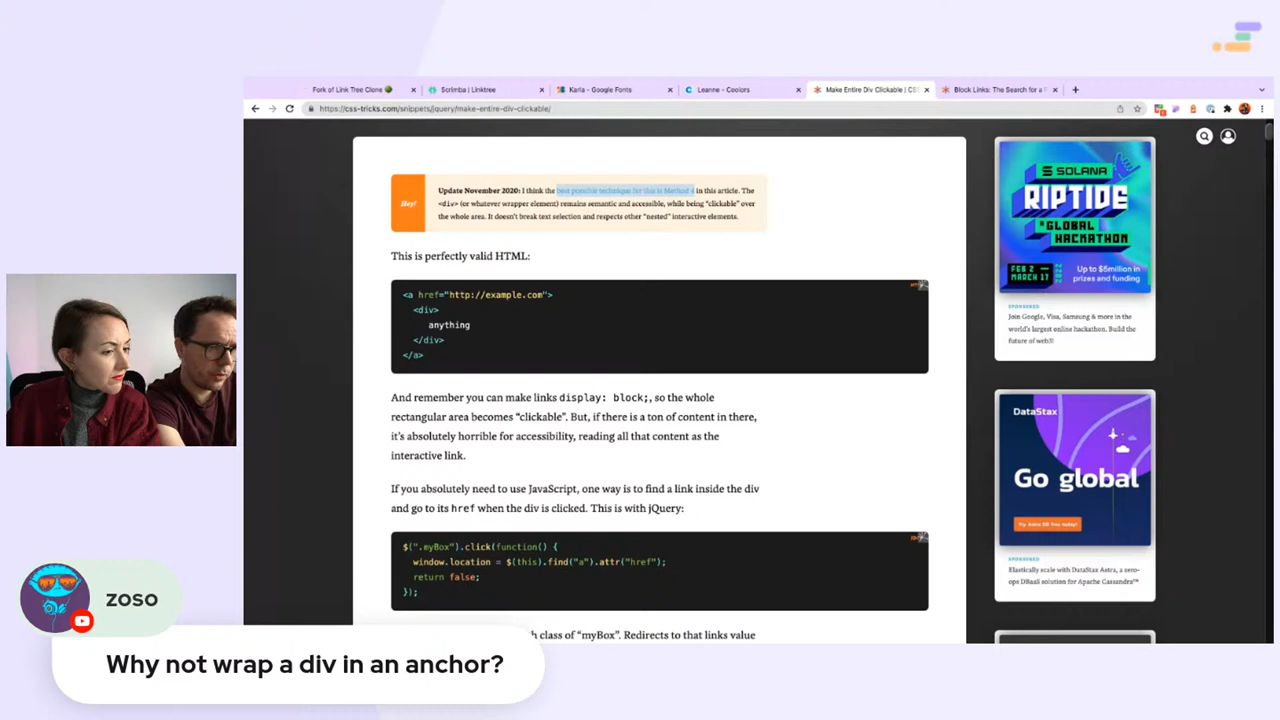 Fork of Link Tree Clone
Scrimba | Linktree
Karla - Google Fonts
Leanne - Coolors
Make Entire Div Clickable | CSS
Block Links: The Search for a P
https://css-tricks.com/snippets/jquery/make-entire-div-clickable/
Hey!
Update November 2020: I think the best possible technique for this is Method 4 in this article. The
<div> (or whatever wrapper element) remains semantic and accessible, while being “clickable” over
the whole area. It doesn’t break text selection and respects other “nested” interactive elements.
This is perfectly valid HTML:
<a href="http://example.com">
<div>
anything
</div>
</a>
And remember you can make links display: block;, so the whole
rectangular area becomes “clickable”. But, if there is a ton of content in there,
it’s absolutely horrible for accessibility, reading all that content as the
interactive link.
If you absolutely need to use JavaScript, one way is to find a link inside the div
and go to its href when the div is clicked. This is with jQuery:
$(".myBox").click(function() {
window.location = $(this).find("a").attr("href");
return false;
});
class of “myBox”. Redirects to that links value
SOLANA
RIPTIDE
A GLOBAL
HACKATHON
FEB 2 —
MARCH 17
2022
Up to $5million in
prizes and funding
SPONSORED
Join Google, Visa, Samsung & more in the
world's largest online hackathon. Build the
future of web3!
DataStax
Go global
Try Astra DB free today!
SPONSORED
Elastically scale with DataStax Astra, a zero-
ops DBaaS solution for Apache Cassandra™
zoso
Why not wrap a div in an anchor?